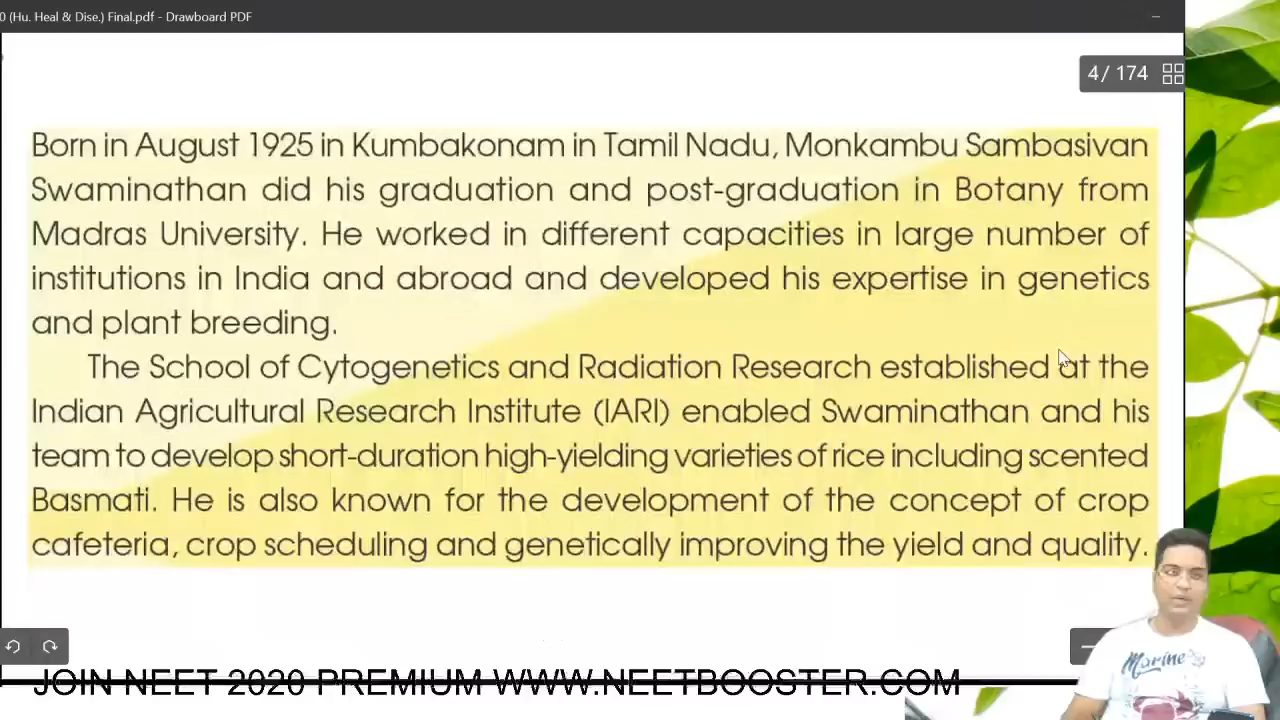 0 (Hu. Heal & Dise.) Final.pdf - Drawboard PDF
4 / 174
Born in August 1925 in Kumbakonam in Tamil Nadu, Monkambu Sambasivan
Swaminathan did his graduation and post-graduation in Botany from
Madras University. He worked in different capacities in large number of
institutions in India and abroad and developed his expertise in genetics
and plant breeding.
The School of Cytogenetics and Radiation Research established at the
Indian Agricultural Research Institute (IARI) enabled Swaminathan and his
team to develop short-duration high-yielding varieties of rice including scented
Basmati. He is also known for the development of the concept of crop
cafeteria, crop scheduling and genetically improving the yield and quality.
Marine
JOIN NEET 2020 PREMIUM WWW.NEETBOOSTER.COM